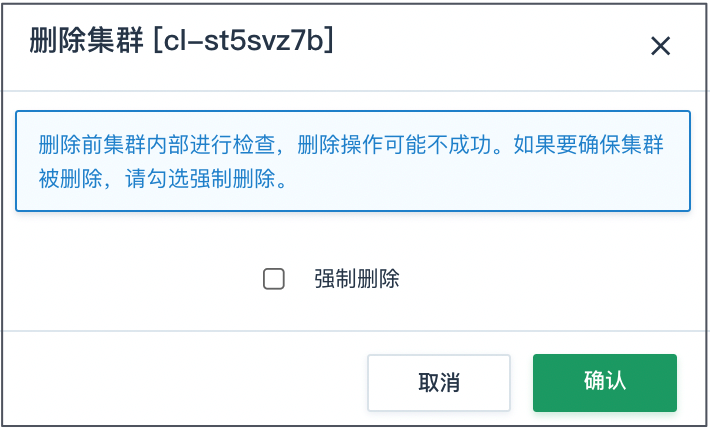 删除集群 [cl-st5svz7b]
删除前集群内部进行检查，删除操作可能不成功。如果要确保集群
被删除，请勾选强制删除。
强制删除
取消
确认